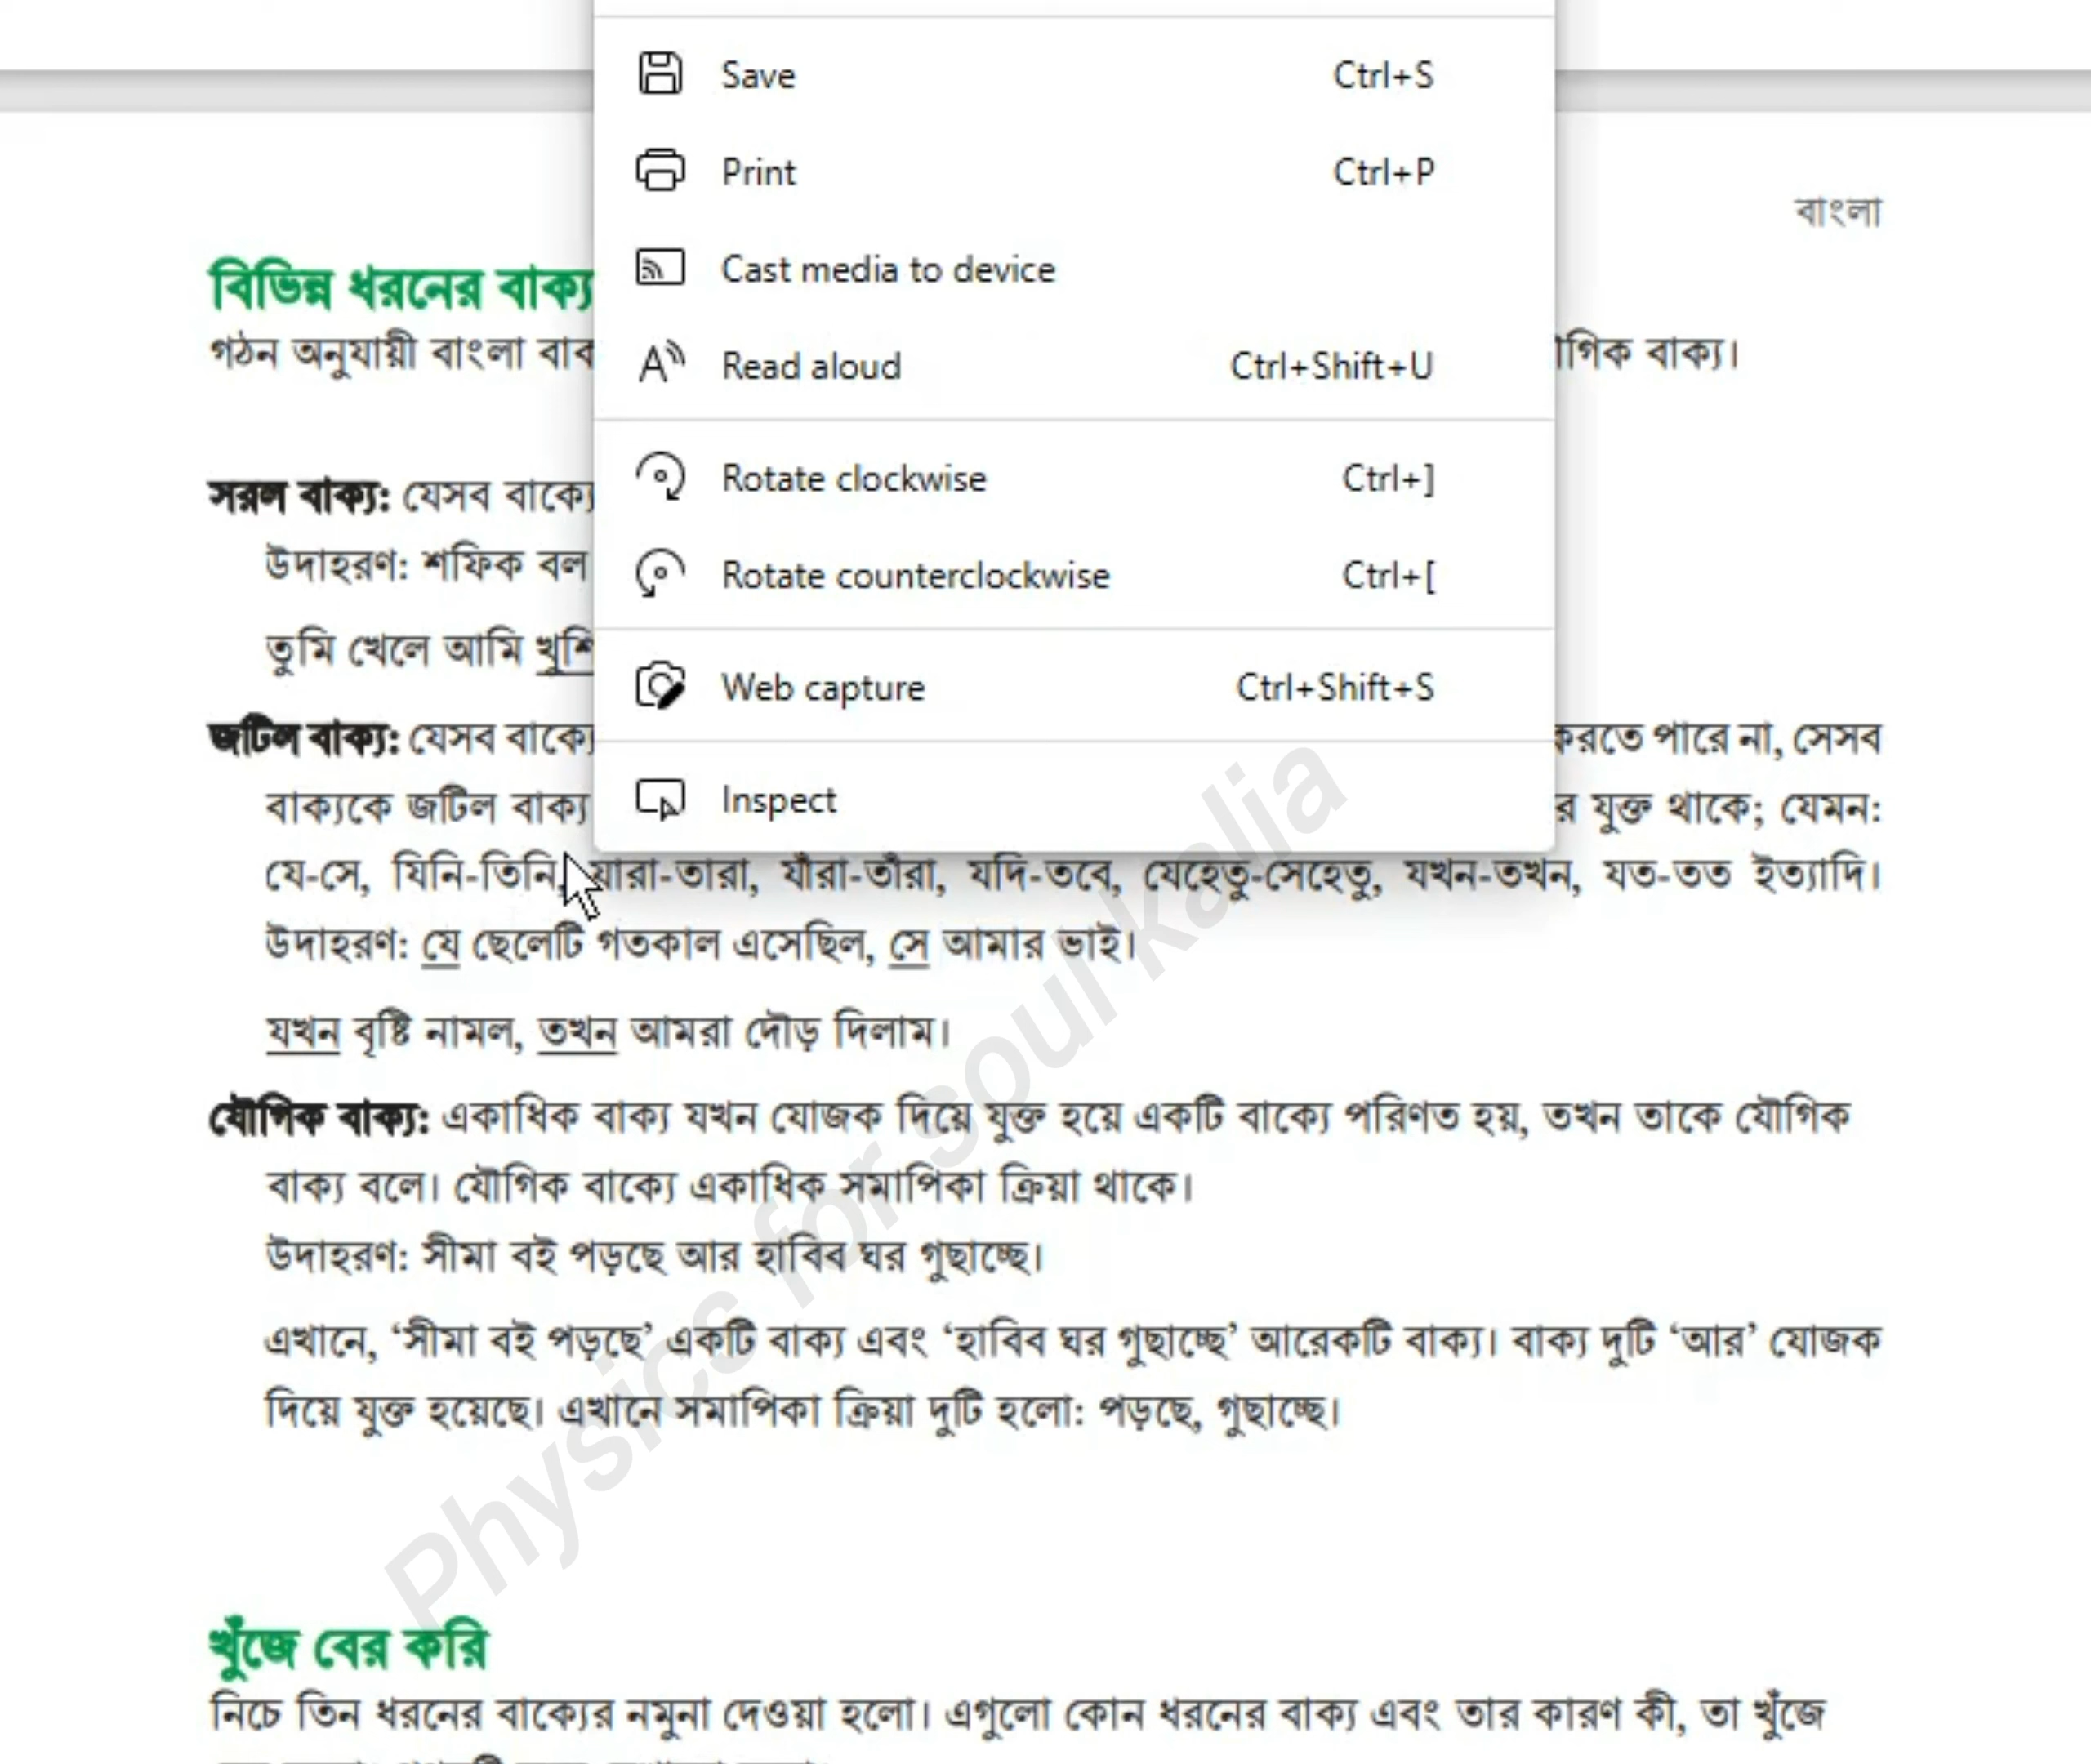 Save Ctrl+S
Print Ctrl+P
বাংলা
Cast media to device
বিভিন্ন ধরনের বাক্য
গঠন অনুযায়ী বাংলা বাক
Read aloud Ctrl+Shift+U
ৗগিক বাক্য।
Rotate clockwise Ctrl+]
সরল বাক্য: যেসব বাক্যে
উদাহরণ: শফিক বল
Rotate counterclockwise Ctrl+[
তুমি খেলে আমি খুশি
Web capture Ctrl+Shift+S
জটিল বাক্য: যেসব বাক্যে করতে পারে না, সেসব
Inspect
বাক্যকে জটিল বাক্য র যুক্ত থাকে; যেমন:
যে-সে, যিনি-তিনি, যারা-তারা, যাঁরা-তাঁরা, যদি-তবে, যেহেতু-সেহেতু, যখন-তখন, যত-তত ইত্যাদি।
উদাহরণ: যে ছেলেটি গতকাল এসেছিল, সে আমার ভাই।
যখন বৃষ্টি নামল, তখন আমরা দৌড় দিলাম।
যৌগিক বাক্য: একাধিক বাক্য যখন যোজক দিয়ে যুক্ত হয়ে একটি বাক্যে পরিণত হয়, তখন তাকে যৌগিক
বাক্য বলে। যৌগিক বাক্যে একাধিক সমাপিকা ক্রিয়া থাকে।
উদাহরণ: সীমা বই পড়ছে আর হাবিব ঘর গুছাচ্ছে।
এখানে, ‘সীমা বই পড়ছে’ একটি বাক্য এবং ‘হাবিব ঘর গুছাচ্ছে’ আরেকটি বাক্য। বাক্য দুটি ‘আর’ যোজক
দিয়ে যুক্ত হয়েছে। এখানে সমাপিকা ক্রিয়া দুটি হলো: পড়ছে, গুছাচ্ছে।
Physics for soul kalia
খুঁজে বের করি
নিচে তিন ধরনের বাক্যের নমুনা দেওয়া হলো। এগুলো কোন ধরনের বাক্য এবং তার কারণ কী, তা খুঁজে